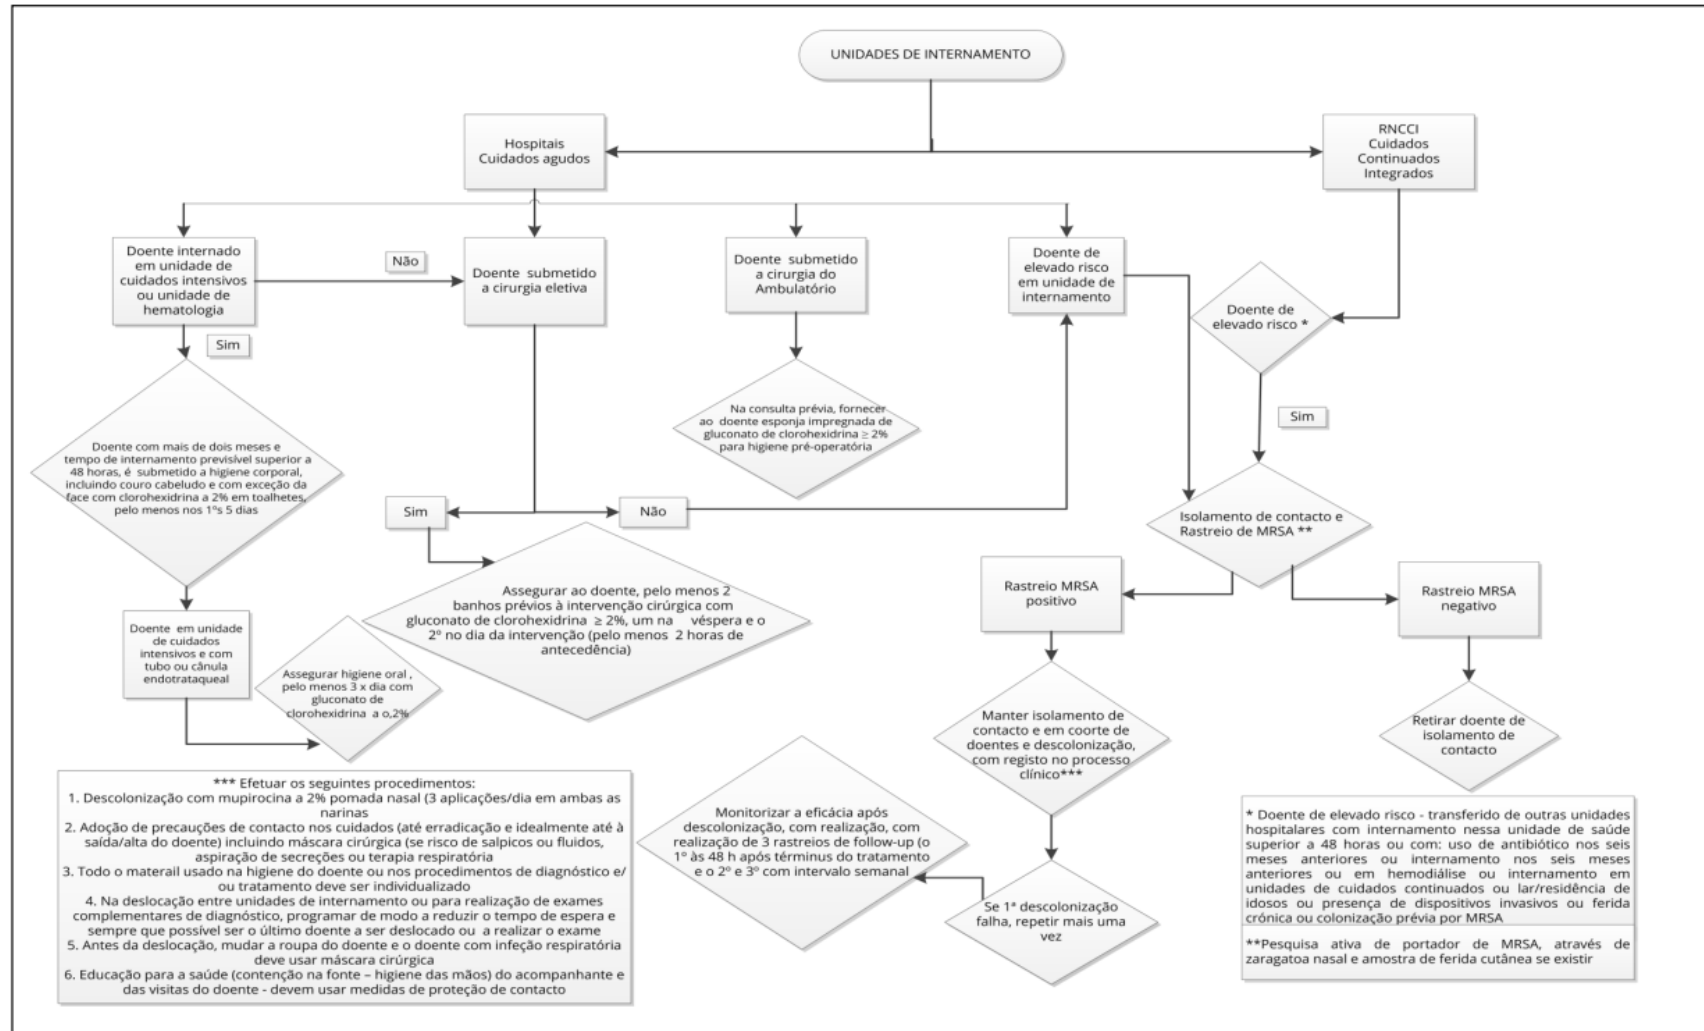 UNIDADES DE INTERNAMENTO
Hospitais
Cuidados agudos
RNCCI
Cuidados
Continuados
Integrados
Doente internado
em unidade de
cuidados intensivos
ou unidade de
hematologia
Não
Doente submetido
a cirurgia eletiva
Doente submetido
a cirurgia do
Ambulatório
Doente de
elevado risco
em unidade de
internamento
Doente de
elevado risco *
Sim
Sim
Doente com mais de dois meses e
tempo de internamento previsível superior a
48 horas, é submetido a higiene corporal,
incluindo couro cabeludo e com exceção da
face com clorohexidrina a 2% em toalhetes,
pelo menos nos 1ºs 5 dias
Na consulta prévia, fornecer
ao doente esponja impregnada de
gluconato de clorohexidrina ≥ 2%
para higiene pré-operatória
Sim
Não
Isolamento de contacto e
Rastreio de MRSA **
Assegurar ao doente, pelo menos 2
banhos prévios à intervenção cirúrgica com
gluconato de clorohexidrina ≥ 2%, um na véspera e o
2º no dia da intervenção (pelo menos 2 horas de
antecedência)
Rastreio MRSA
positivo
Rastreio MRSA
negativo
Doente em unidade
de cuidados
intensivos e com
tubo ou cânula
endotrataqueal
Assegurar higiene oral ,
pelo menos 3 x dia com
gluconato de
clorohexidrina a o,2%
Manter isolamento de
contacto e em coorte de
doentes e descolonização,
com registo no processo
clínico***
Retirar doente de
isolamento de
contacto
Monitorizar a eficácia após
descolonização, com realização, com
realização de 3 rastreios de follow-up (o
1º às 48 h após términus do tratamento
e o 2º e 3º com intervalo semanal
Se 1ª descolonização
falha, repetir mais uma
vez
*** Efetuar os seguintes procedimentos:
1. Descolonização com mupirocina a 2% pomada nasal (3 aplicações/dia em ambas as
narinas
2. Adoção de precauções de contacto nos cuidados (até erradicação e idealmente até à
saída/alta do doente) incluindo máscara cirúrgica (se risco de salpicos ou fluidos,
aspiração de secreções ou terapia respiratória
3. Todo o materail usado na higiene do doente ou nos procedimentos de diagnóstico e/
ou tratamento deve ser individualizado
4. Na deslocação entre unidades de internamento ou para realização de exames
complementares de diagnóstico, programar de modo a reduzir o tempo de espera e
sempre que possível ser o último doente a ser deslocado ou a realizar o exame
5. Antes da deslocação, mudar a roupa do doente e o doente com infeção respiratória
deve usar máscara cirúrgica
6. Educação para a saúde (contenção na fonte – higiene das mãos) do acompanhante e
das visitas do doente - devem usar medidas de proteção de contacto
* Doente de elevado risco - transferido de outras unidades
hospitalares com internamento nessa unidade de saúde
superior a 48 horas ou com: uso de antibiótico nos seis
meses anteriores ou internamento nos seis meses
anteriores ou em hemodiálise ou internamento em
unidades de cuidados continuados ou lar/residência de
idosos ou presença de dispositivos invasivos ou ferida
crónica ou colonização prévia por MRSA
**Pesquisa ativa de portador de MRSA, através de
zaragatoa nasal e amostra de ferida cutânea se existir